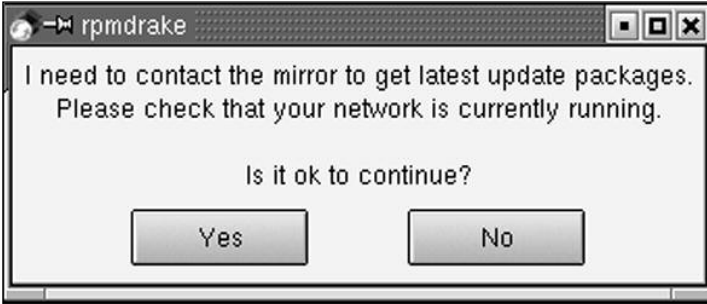 rpmdrake
I need to contact the mirror to get latest update packages.
Please check that your network is currently running.
Is it ok to continue?
Yes
No